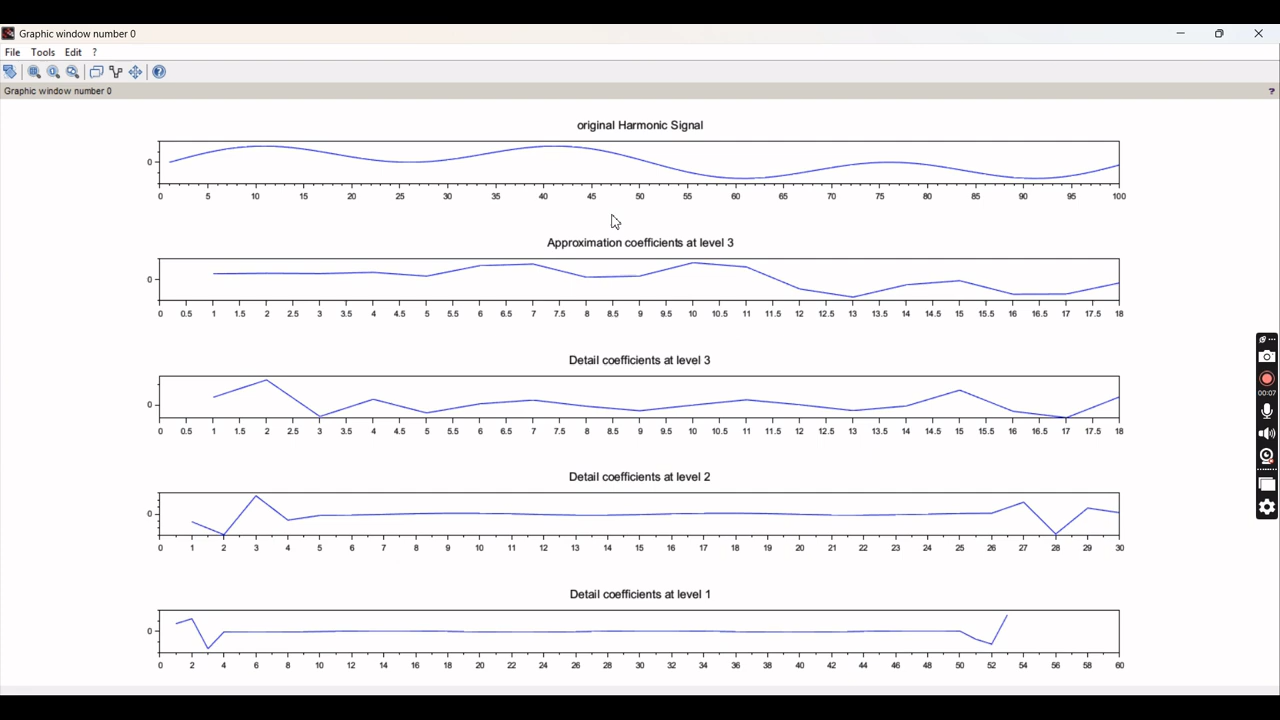 Graphic window number 0
File Tools Edit ?
Graphic window number 0 ?
original Harmonic Signal
0
0 5 10 15 20 25 30 35 40 45 50 55 60 65 70 75 80 85 90 95 100
Approximation coefficients at level 3
0
0 0.5 1 1.5 2 2.5 3 3.5 4 4.5 5 5.5 6 6.5 7 7.5 8 8.5 9 9.5 10 10.5 11 11.5 12 12.5 13 13.5 14 14.5 15 15.5 16 16.5 17 17.5 18
Detail coefficients at level 3
0
0 0.5 1 1.5 2 2.5 3 3.5 4 4.5 5 5.5 6 6.5 7 7.5 8 8.5 9 9.5 10 10.5 11 11.5 12 12.5 13 13.5 14 14.5 15 15.5 16 16.5 17 17.5 18
00:07
Detail coefficients at level 2
0
0 1 2 3 4 5 6 7 8 9 10 11 12 13 14 15 16 17 18 19 20 21 22 23 24 25 26 27 28 29 30
Detail coefficients at level 1
0
0 2 4 6 8 10 12 14 16 18 20 22 24 26 28 30 32 34 36 38 40 42 44 46 48 50 52 54 56 58 60